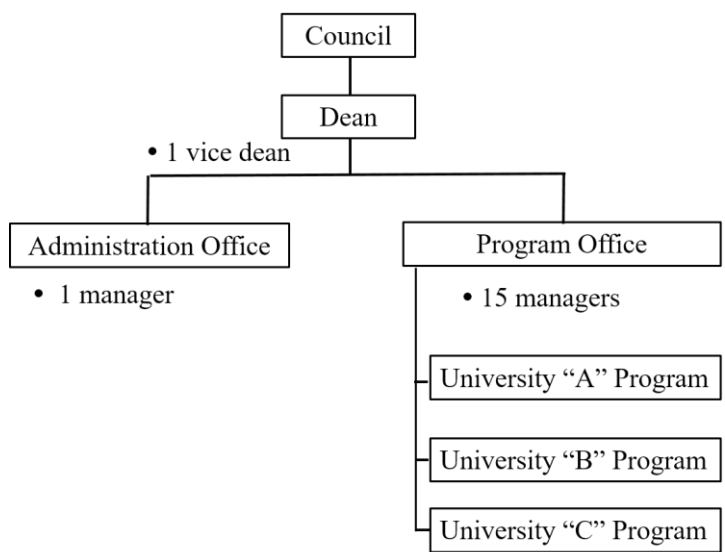 Council
Dean
• 1 vice dean
Administration Office
Program Office
• 1 manager
• 15 managers
University “A” Program
University “B” Program
University “C” Program